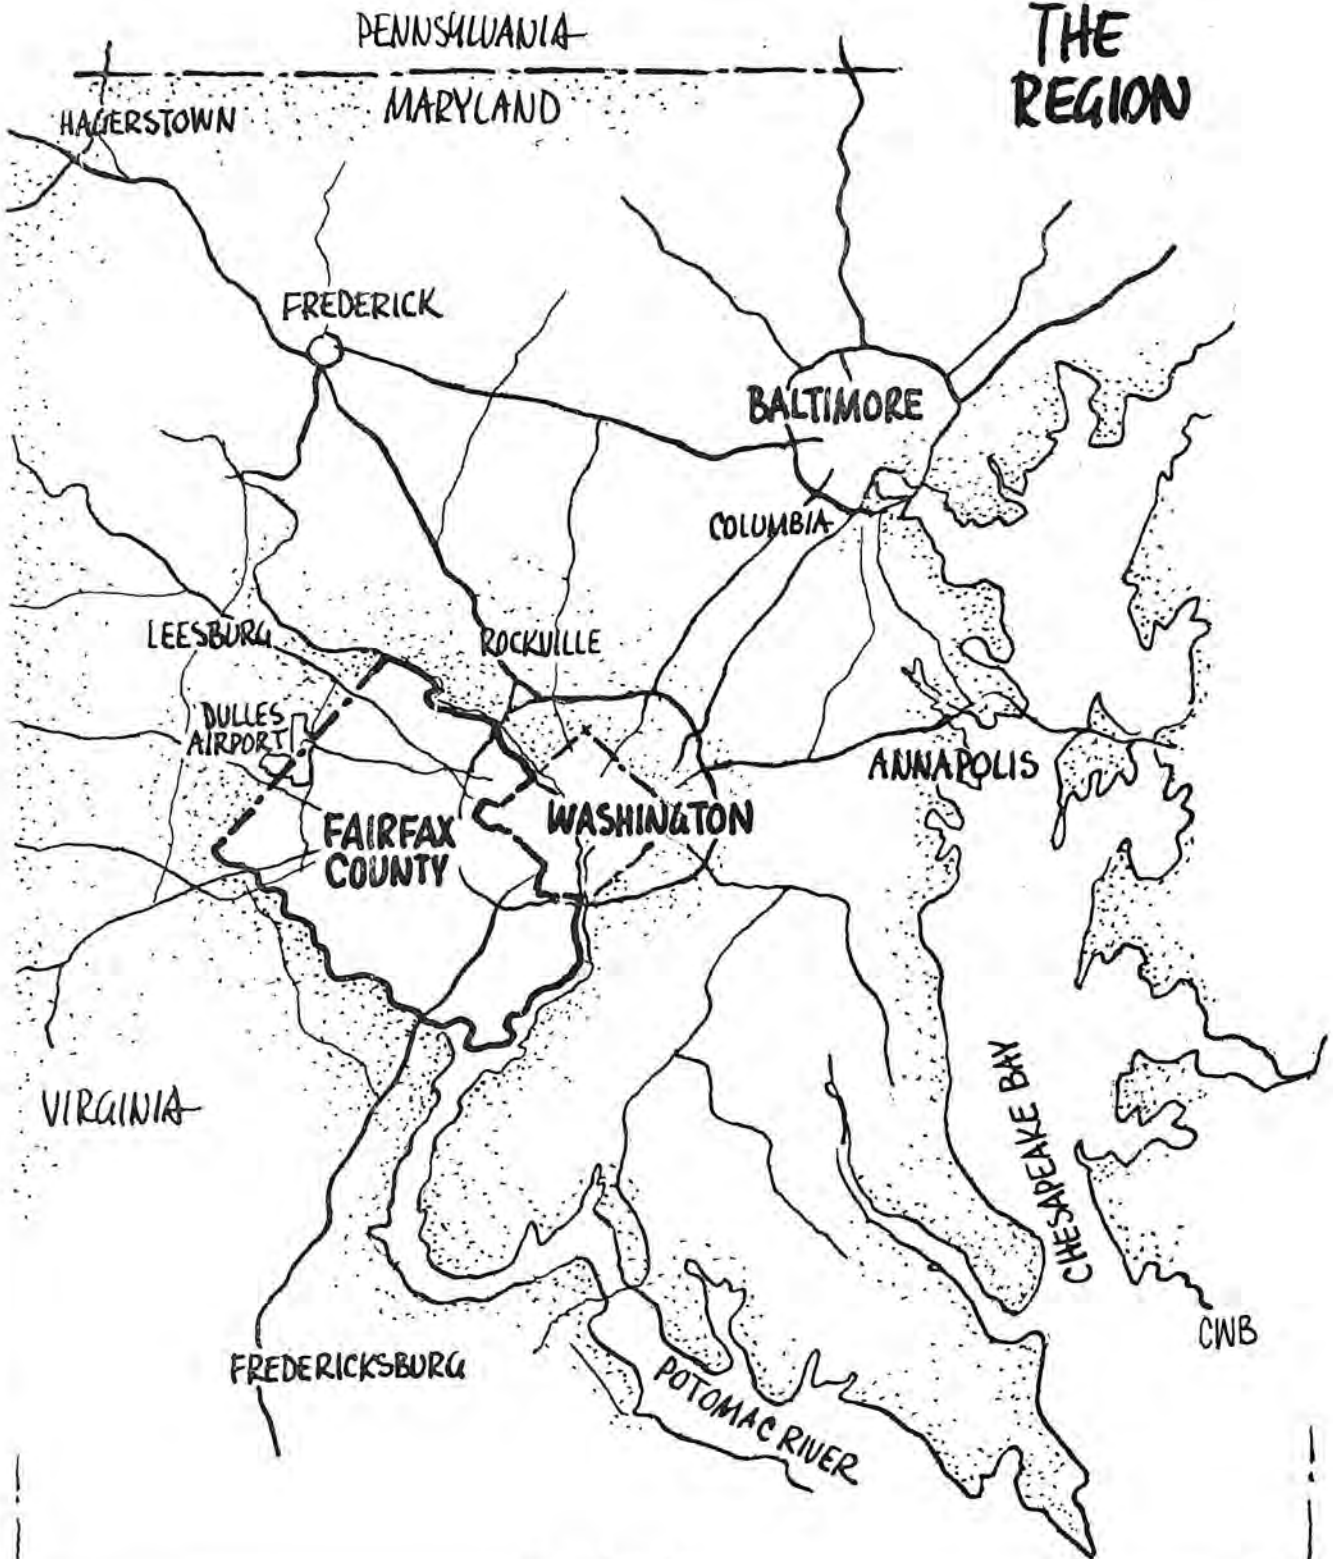 THE
REGION
PENNSYLVANIA
MARYLAND
HAGERSTOWN
FREDERICK
BALTIMORE
COLUMBIA
LEESBURG
ROCKVILLE
DULLES
AIRPORT
ANNAPOLIS
FAIRFAX
COUNTY
WASHINGTON
VIRGINIA
CHESAPEAKE BAY
CWB
FREDERICKSBURG
POTOMAC RIVER